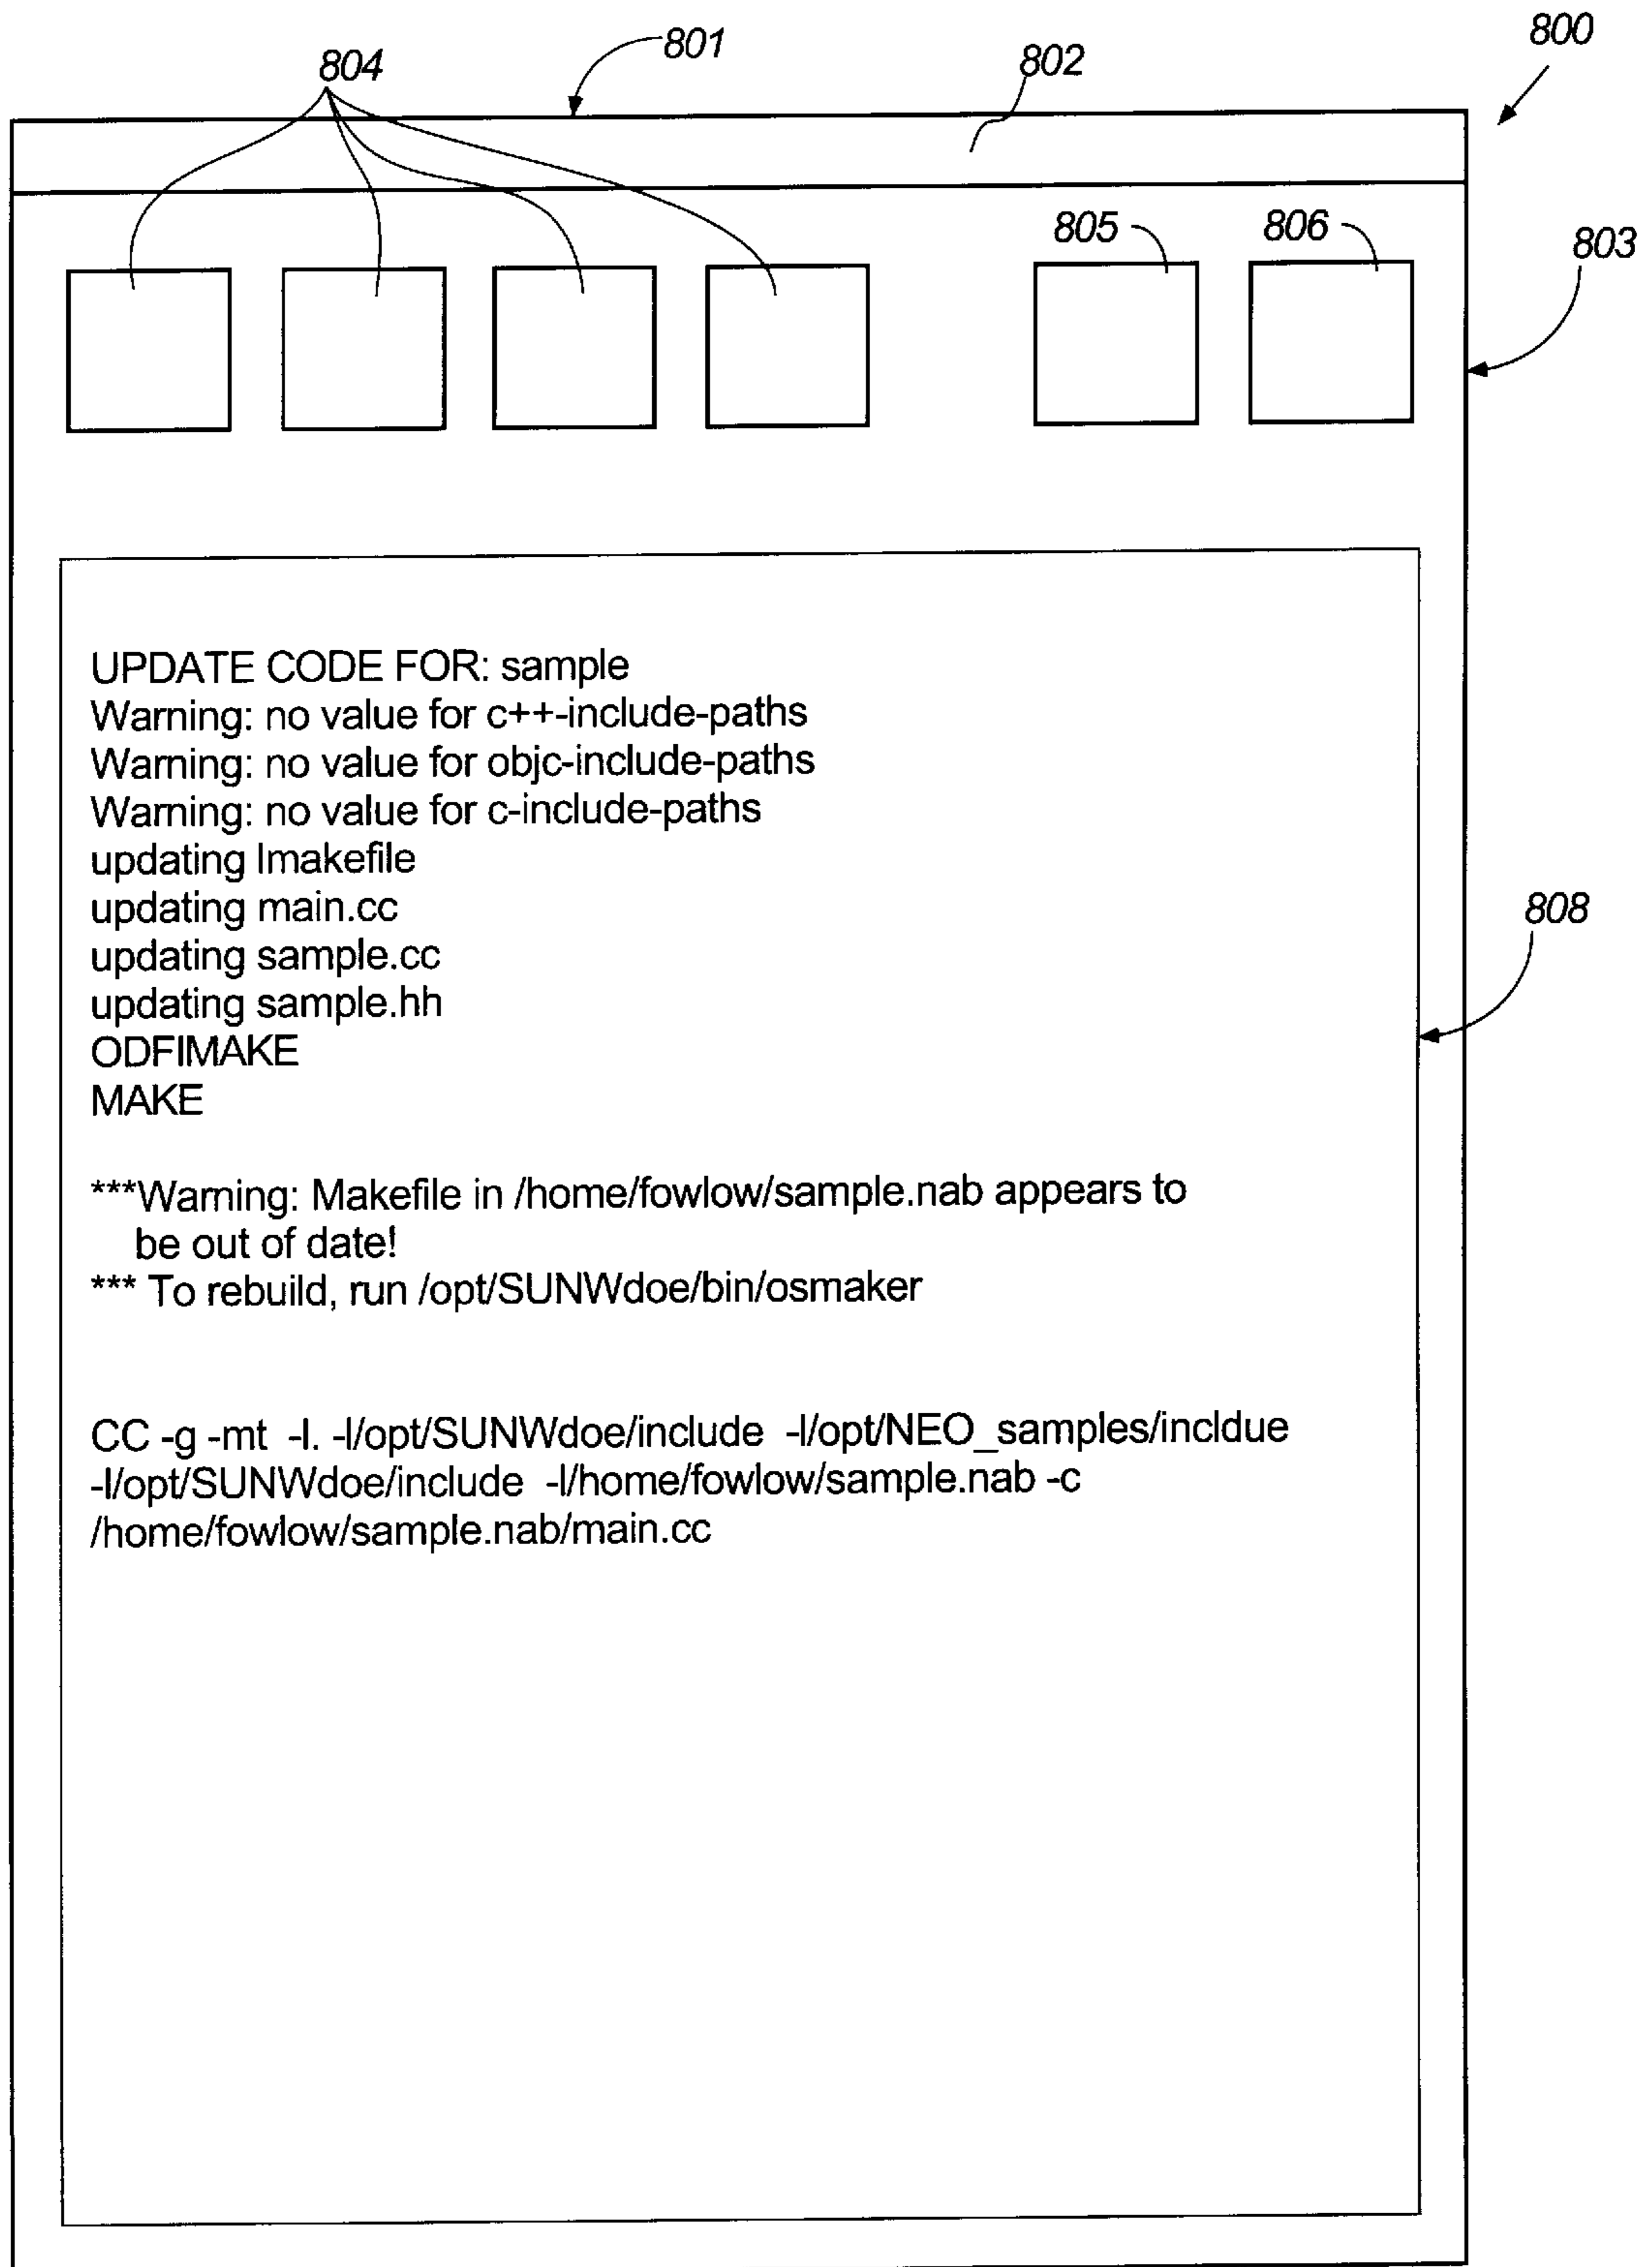 800
801
802
804
805
806
803
UPDATE CODE FOR: sample
Warning: no value for c++-include-paths
Warning: no value for objc-include-paths
Warning: no value for c-include-paths
updating Imakefile
updating main.cc
updating sample.cc
updating sample.hh
ODFIMAKE
MAKE
808
***Warning: Makefile in /home/fowlow/sample.nab appears to
be out of date!
*** To rebuild, run /opt/SUNWdoe/bin/osmaker
CC -g -mt -I. -I/opt/SUNWdoe/include -I/opt/NEO_samples/incldue
-I/opt/SUNWdoe/include -I/home/fowlow/sample.nab -c
/home/fowlow/sample.nab/main.cc